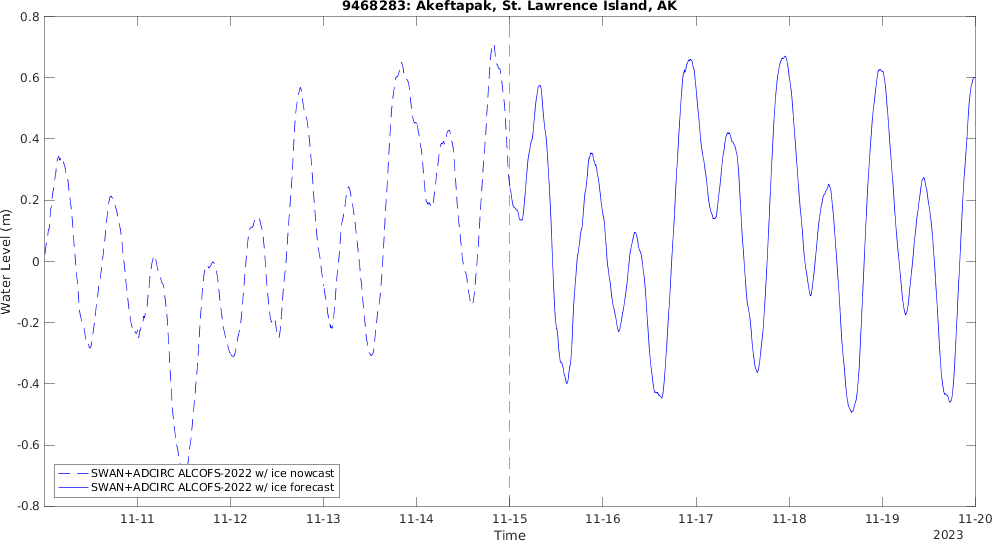 9468283: Akeftapak, St. Lawrence Island, AK
0.8
0.6
0.4
0.2
0
-0.2
-0.4
-0.6
-0.8
Water Level (m)
SWAN+ADCIRC ALCOFS-2022 w/ ice nowcast
SWAN+ADCIRC ALCOFS-2022 w/ ice forecast
11-11 11-12 11-13 11-14 11-15 11-16 11-17 11-18 11-19 11-20
Time
2023